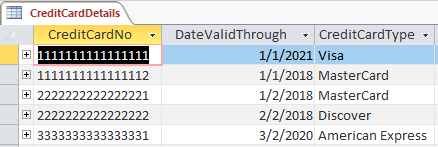 CreditCardDetails
CreditCardNo DateValidThrough CreditCardType
1111111111111111 1/1/2021 Visa
1111111111111112 1/1/2018 MasterCard
2222222222222221 1/2/2018 MasterCard
2222222222222222 2/2/2018 Discover
3333333333333331 3/2/2020 American Express